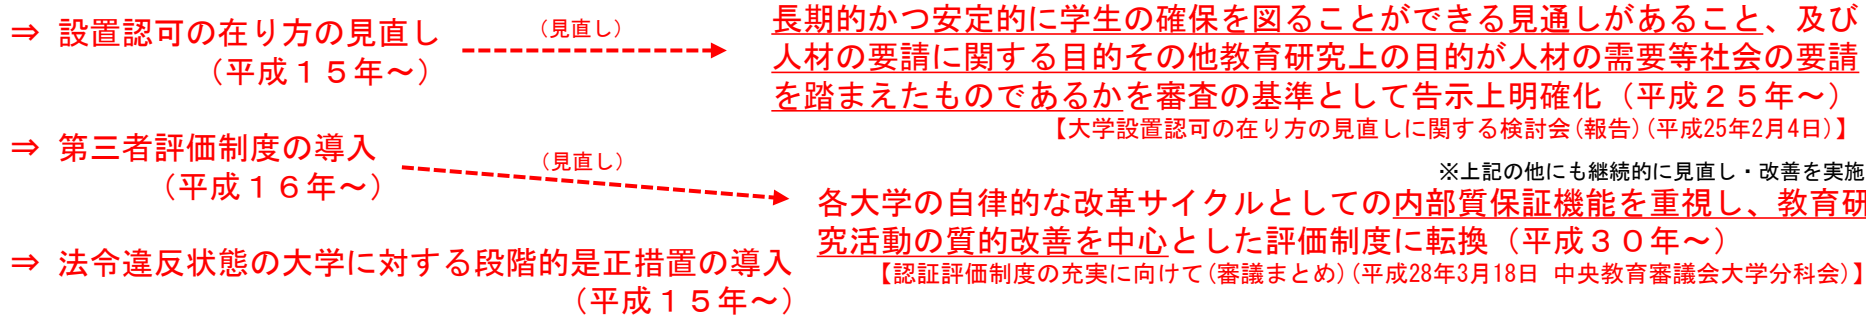 ⇒ 設置認可の在り方の見直し
（平成１５年～）
（見直し）
長期的かつ安定的に学生の確保を図ることができる見通しがあること、及び
人材の要請に関する目的その他教育研究上の目的が人材の需要等社会の要請
を踏まえたものであるかを審査の基準として告示上明確化（平成２５年～）
【大学設置認可の在り方の見直しに関する検討会(報告)(平成25年2月4日)】
※上記の他にも継続的に見直し・改善を実施
⇒ 第三者評価制度の導入
（平成１６年～）
（見直し）
各大学の自律的な改革サイクルとしての内部質保証機能を重視し、教育研
究活動の質的改善を中心とした評価制度に転換（平成３０年～）
【認証評価制度の充実に向けて(審議まとめ)(平成28年3月18日 中央教育審議会大学分科会)】
⇒ 法令違反状態の大学に対する段階的是正措置の導入
（平成１５年～）